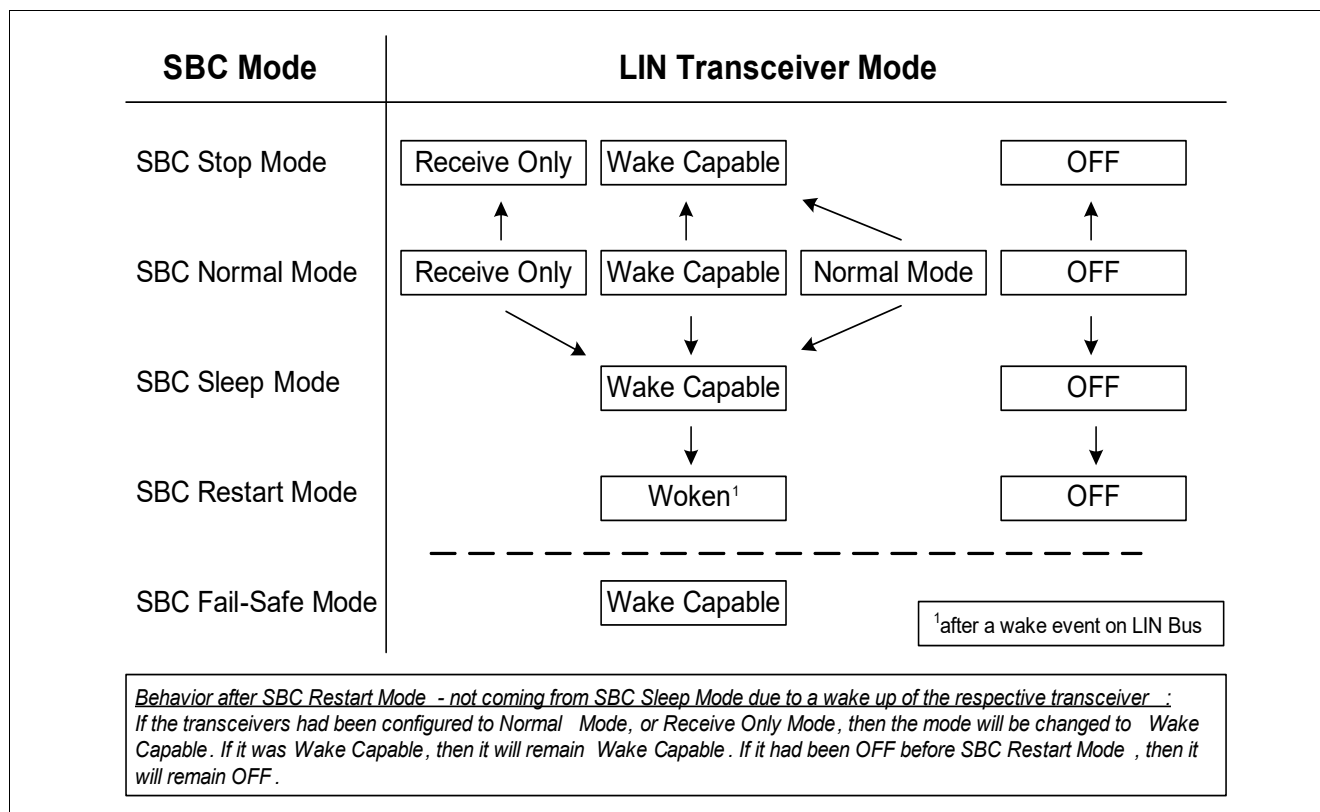 SBC Mode LIN Transceiver Mode
SBC Stop Mode Receive Only Wake Capable OFF
SBC Normal Mode Receive Only Wake Capable Normal Mode OFF
SBC Sleep Mode Wake Capable OFF
SBC Restart Mode Woken¹ OFF
SBC Fail-Safe Mode Wake Capable
¹after a wake event on LIN Bus
Behavior after SBC Restart Mode - not coming from SBC Sleep Mode due to a wake up of the respective transceiver :
If the transceivers had been configured to Normal Mode, or Receive Only Mode, then the mode will be changed to Wake
Capable. If it was Wake Capable, then it will remain Wake Capable. If it had been OFF before SBC Restart Mode, then it
will remain OFF.